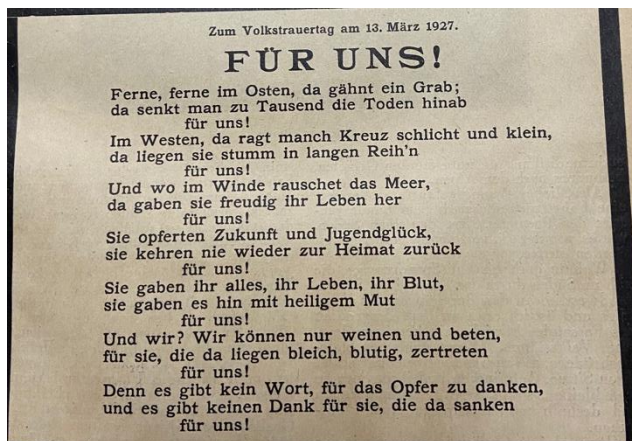 Zum Volkstrauertag am 13. März 1927.
FÜR UNS!
Ferne, ferne im Osten, da gähnt ein Grab;
da senkt man zu Tausend die Toden hinab
für uns!
Im Westen, da ragt manch Kreuz schlicht und klein,
da liegen sie stumm in langen Reih'n
für uns!
Und wo im Winde rauschet das Meer,
da gaben sie freudig ihr Leben her
für uns!
Sie opferten Zukunft und Jugendglück,
sie kehren nie wieder zur Heimat zurück
für uns!
Sie gaben ihr alles, ihr Leben, ihr Blut,
sie gaben es hin mit heiligem Mut
für uns!
Und wir? Wir können nur weinen und beten,
für sie, die da liegen bleich, blutig, zertreten
für uns!
Denn es gibt kein Wort, für das Opfer zu danken,
und es gibt keinen Dank für sie, die da sanken
für uns!